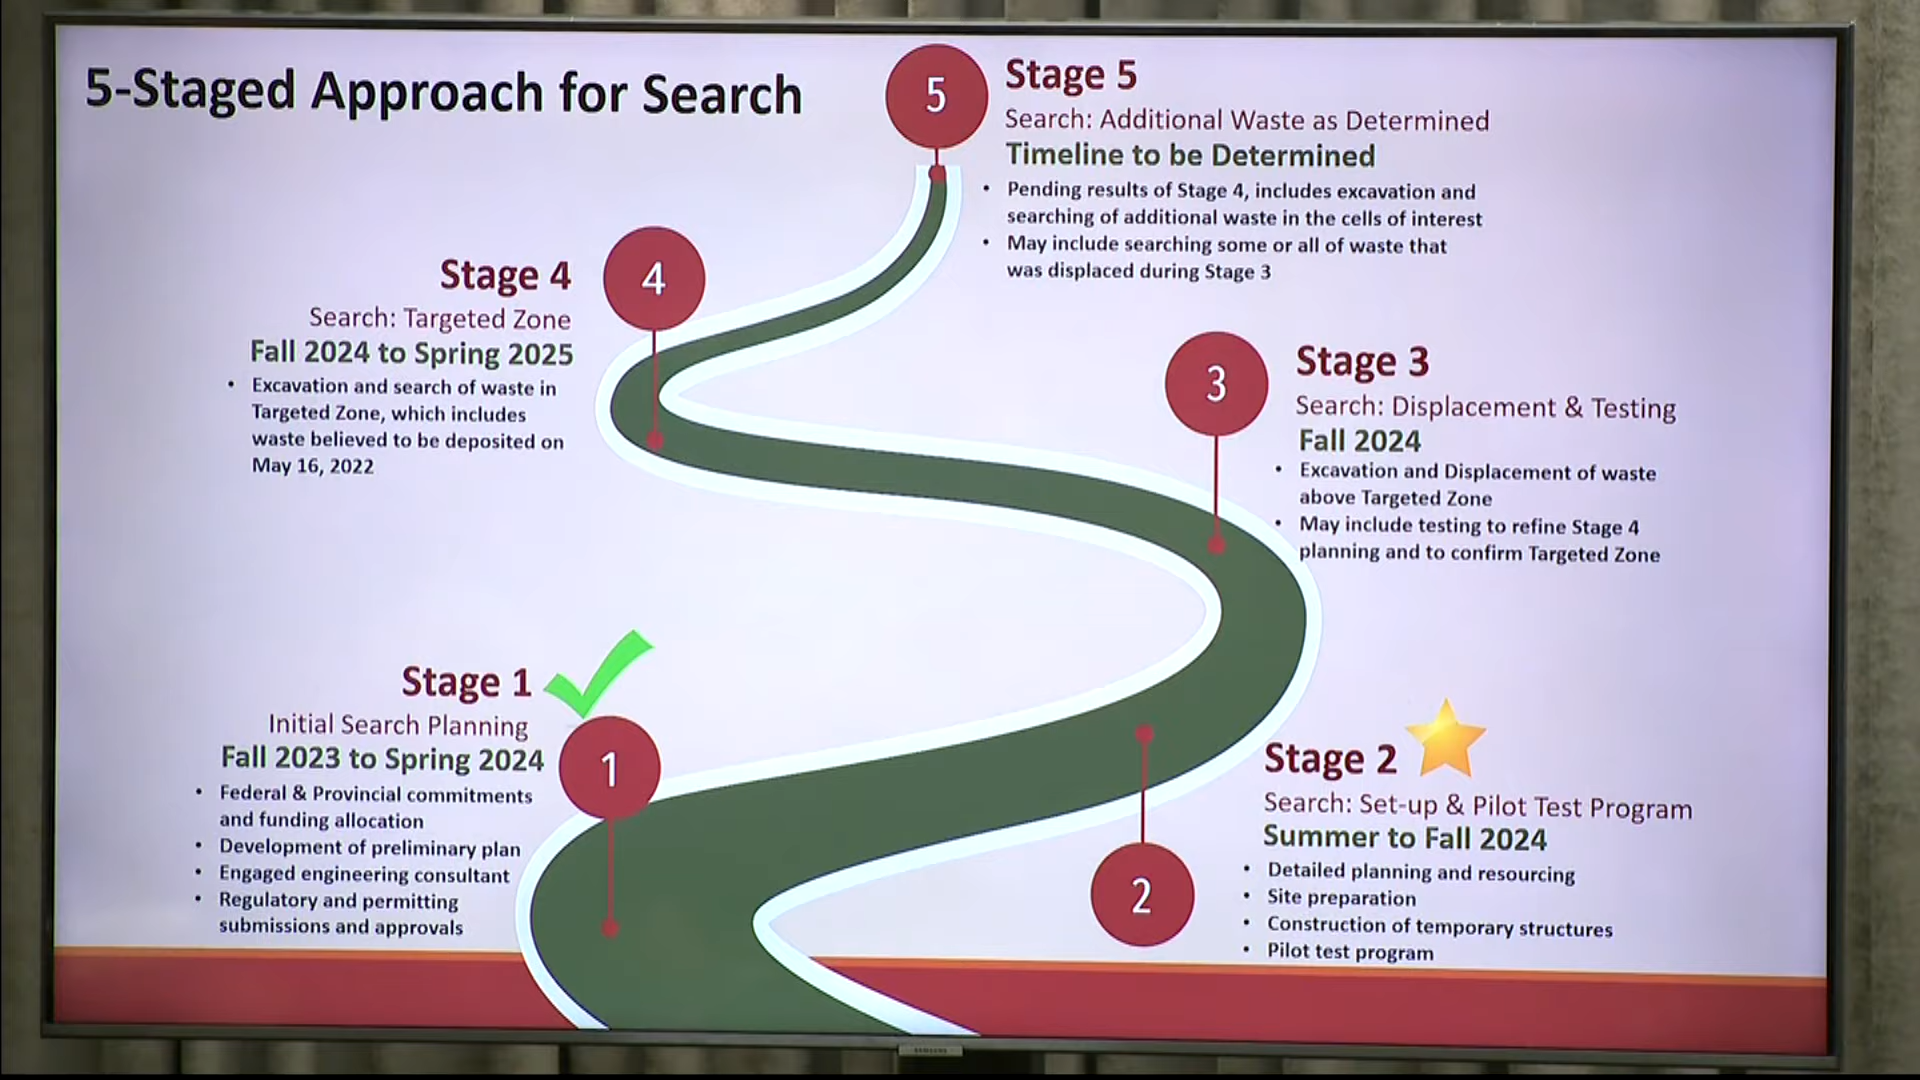 5-Staged Approach for Search
5
Stage 5
Search: Additional Waste as Determined
Timeline to be Determined
• Pending results of Stage 4, includes excavation and
searching of additional waste in the cells of interest
• May include searching some or all of waste that
was displaced during Stage 3
Stage 4
4
Search: Targeted Zone
Fall 2024 to Spring 2025
• Excavation and search of waste in
Targeted Zone, which includes
waste believed to be deposited on
May 16, 2022
3
Stage 3
Search: Displacement & Testing
Fall 2024
• Excavation and Displacement of waste
above Targeted Zone
• May include testing to refine Stage 4
planning and to confirm Targeted Zone
Stage 1
Initial Search Planning
Fall 2023 to Spring 2024
1
• Federal & Provincial commitments
and funding allocation
• Development of preliminary plan
• Engaged engineering consultant
• Regulatory and permitting
submissions and approvals
Stage 2
Search: Set-up & Pilot Test Program
Summer to Fall 2024
2
• Detailed planning and resourcing
• Site preparation
• Construction of temporary structures
• Pilot test program
SAMSUNG